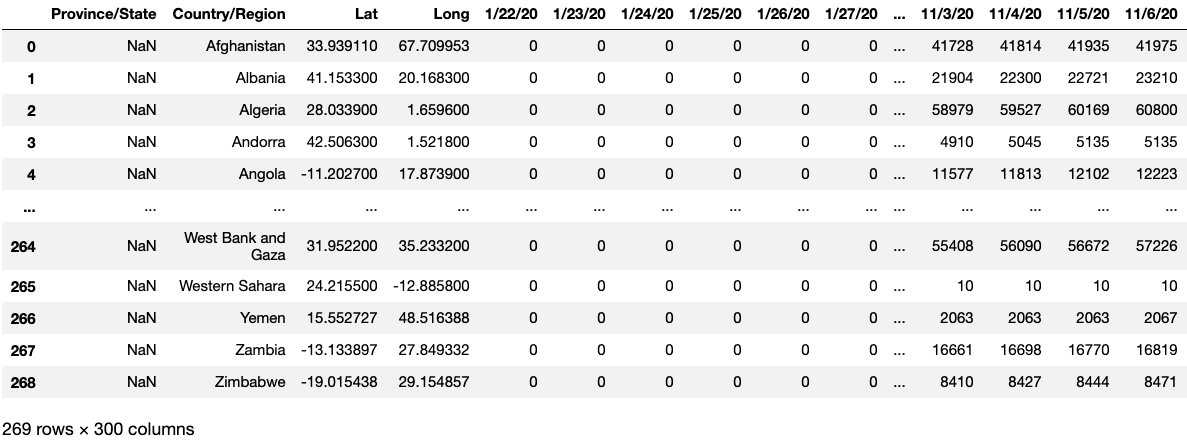 Province/State Country/Region Lat Long 1/22/20 1/23/20 1/24/20 1/25/20 1/26/20 1/27/20 ... 11/3/20 11/4/20 11/5/20 11/6/20
0 NaN Afghanistan 33.939110 67.709953 0 0 0 0 0 0 ... 41728 41814 41935 41975
1 NaN Albania 41.153300 20.168300 0 0 0 0 0 0 ... 21904 22300 22721 23210
2 NaN Algeria 28.033900 1.659600 0 0 0 0 0 0 ... 58979 59527 60169 60800
3 NaN Andorra 42.506300 1.521800 0 0 0 0 0 0 ... 4910 5045 5135 5135
4 NaN Angola -11.202700 17.873900 0 0 0 0 0 0 ... 11577 11813 12102 12223
... ... ... ... ... ... ... ... ... ... ... ... ... ... ... ...
264 NaN West Bank and
Gaza 31.952200 35.233200 0 0 0 0 0 0 ... 55408 56090 56672 57226
265 NaN Western Sahara 24.215500 -12.885800 0 0 0 0 0 0 ... 10 10 10 10
266 NaN Yemen 15.552727 48.516388 0 0 0 0 0 0 ... 2063 2063 2063 2067
267 NaN Zambia -13.133897 27.849332 0 0 0 0 0 0 ... 16661 16698 16770 16819
268 NaN Zimbabwe -19.015438 29.154857 0 0 0 0 0 0 ... 8410 8427 8444 8471
269 rows × 300 columns